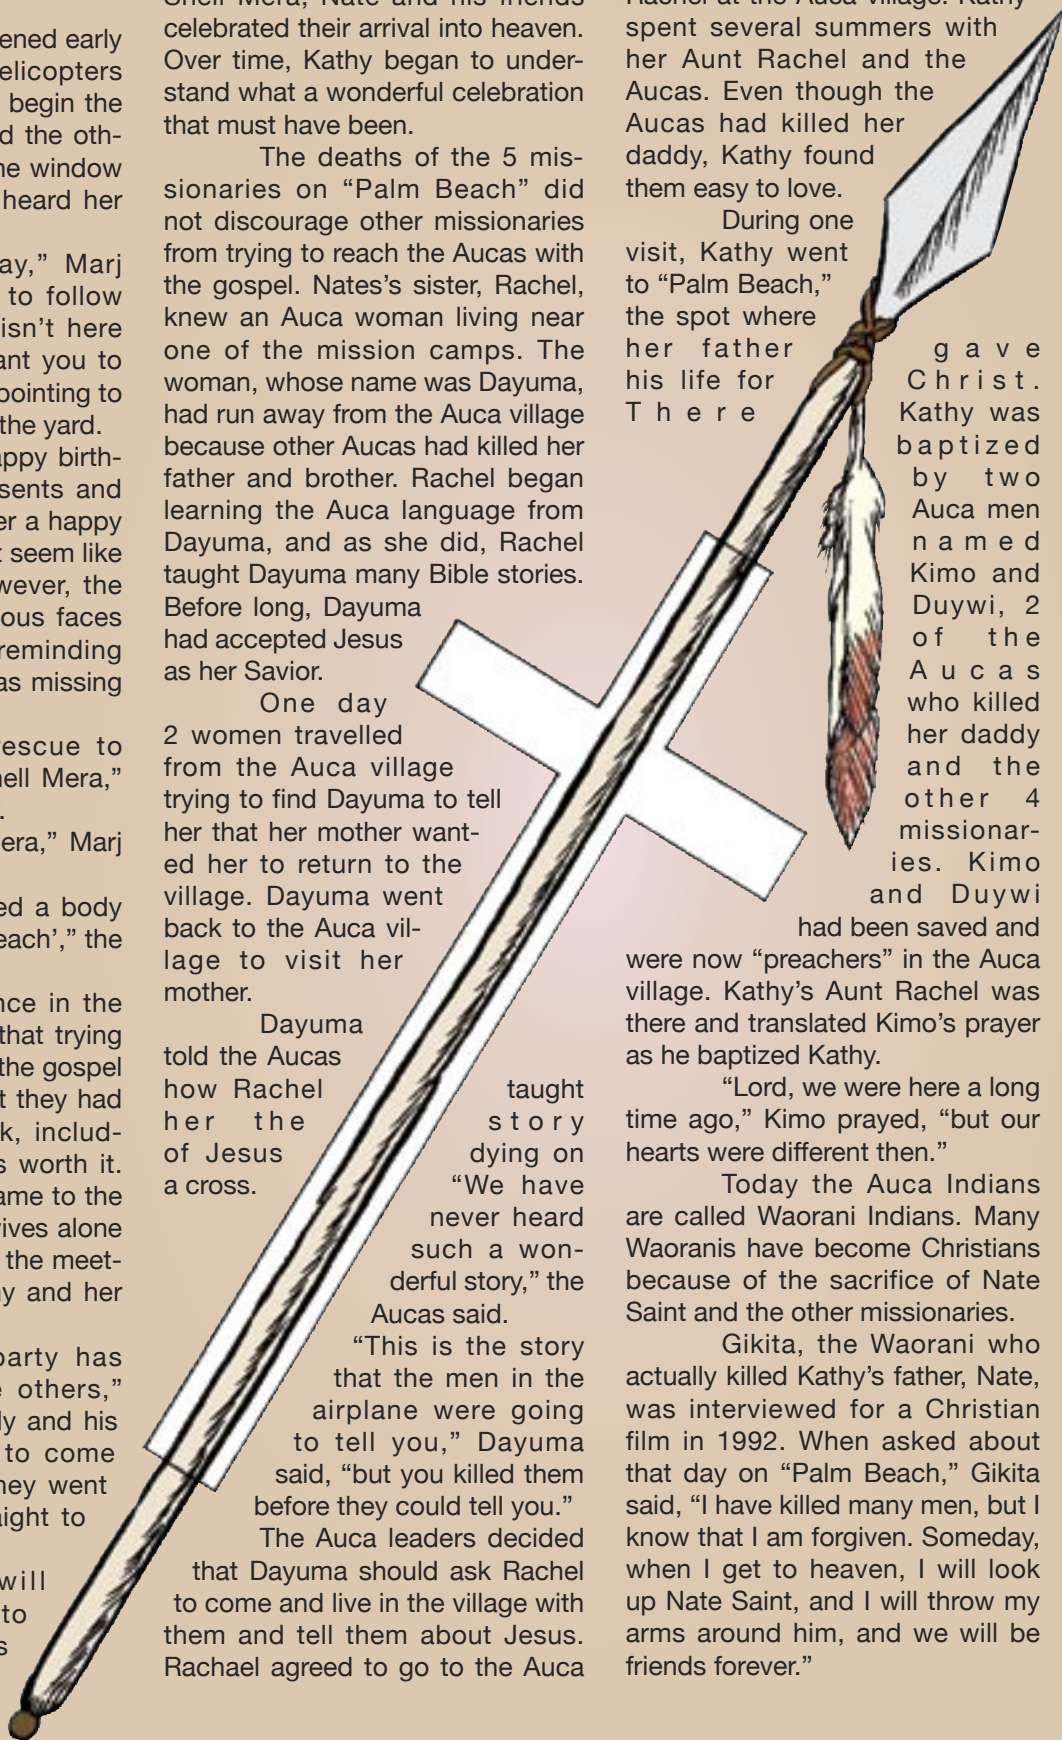 ened early
elicopters
begin the
d the oth-
window
heard her
ay,” Marj
to follow
isn’t here
ant you to
pointing to
the yard.
appy birth-
sents and
er a happy
t seem like
wever, the
ous faces
reminding
as missing
rescue to
hell Mera,”
.
era,” Marj
ed a body
each’,” the
nce in the
that trying
the gospel
t they had
k, includ-
s worth it.
ame to the
wives alone
the meet-
y and her
party has
e others,”
ly and his
to come
hey went
aight to
will
to
s
Shell Mera, Nate and his friends
celebrated their arrival into heaven.
Over time, Kathy began to under-
stand what a wonderful celebration
that must have been.
The deaths of the 5 mis-
sionaries on “Palm Beach” did
not discourage other missionaries
from trying to reach the Aucas with
the gospel. Nates’s sister, Rachel,
knew an Auca woman living near
one of the mission camps. The
woman, whose name was Dayuma,
had run away from the Auca village
because other Aucas had killed her
father and brother. Rachel began
learning the Auca language from
Dayuma, and as she did, Rachel
taught Dayuma many Bible stories.
Before long, Dayuma
had accepted Jesus
as her Savior.
One day
2 women travelled
from the Auca village
trying to find Dayuma to tell
her that her mother want-
ed her to return to the
village. Dayuma went
back to the Auca vil-
lage to visit her
mother.
Dayuma
told the Aucas
how Rachel taught
her the story
of Jesus dying on
a cross. “We have
never heard
such a won-
derful story,” the
Aucas said.
“This is the story
that the men in the
airplane were going
to tell you,” Dayuma
said, “but you killed them
before they could tell you.”
The Auca leaders decided
that Dayuma should ask Rachel
to come and live in the village with
them and tell them about Jesus.
Rachael agreed to go to the Auca
Rachel at the Auca village. Kathy
spent several summers with
her Aunt Rachel and the
Aucas. Even though the
Aucas had killed her
daddy, Kathy found
them easy to love.
During one
visit, Kathy went
to “Palm Beach,”
the spot where
her father gave
his life for Christ.
There Kathy was
baptized
by two
Auca men
named
Kimo and
Duywi, 2
of the
Aucas
who killed
her daddy
and the
other 4
missionar-
ies. Kimo
and Duywi
had been saved and
were now “preachers” in the Auca
village. Kathy’s Aunt Rachel was
there and translated Kimo’s prayer
as he baptized Kathy.
“Lord, we were here a long
time ago,” Kimo prayed, “but our
hearts were different then.”
Today the Auca Indians
are called Waorani Indians. Many
Waoranis have become Christians
because of the sacrifice of Nate
Saint and the other missionaries.
Gikita, the Waorani who
actually killed Kathy’s father, Nate,
was interviewed for a Christian
film in 1992. When asked about
that day on “Palm Beach,” Gikita
said, “I have killed many men, but I
know that I am forgiven. Someday,
when I get to heaven, I will look
up Nate Saint, and I will throw my
arms around him, and we will be
friends forever.”